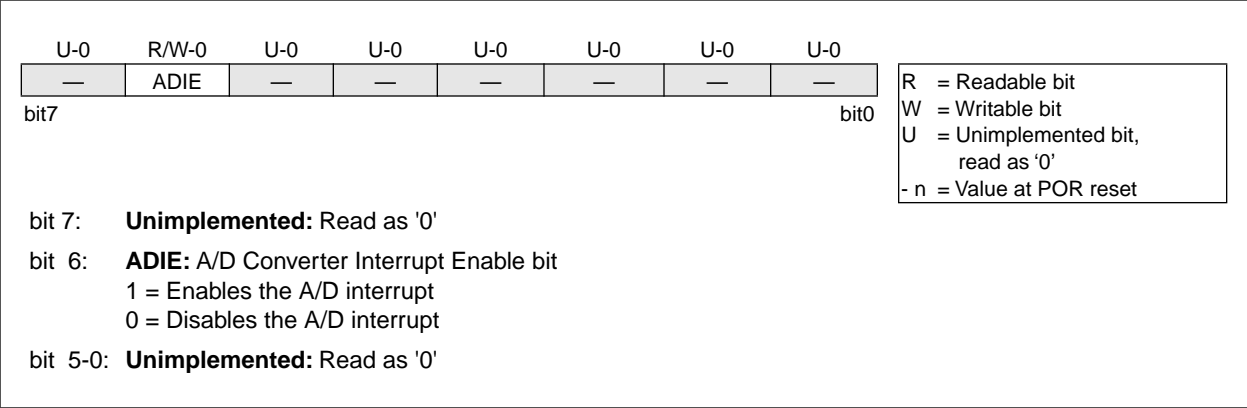 U-0 R/W-0 U-0 U-0 U-0 U-0 U-0 U-0
— ADIE — — — — — —
bit7 bit0
R = Readable bit
W = Writable bit
U = Unimplemented bit,
read as ‘0’
- n = Value at POR reset
bit 7: Unimplemented: Read as '0'
bit 6: ADIE: A/D Converter Interrupt Enable bit
1 = Enables the A/D interrupt
0 = Disables the A/D interrupt
bit 5-0: Unimplemented: Read as '0'